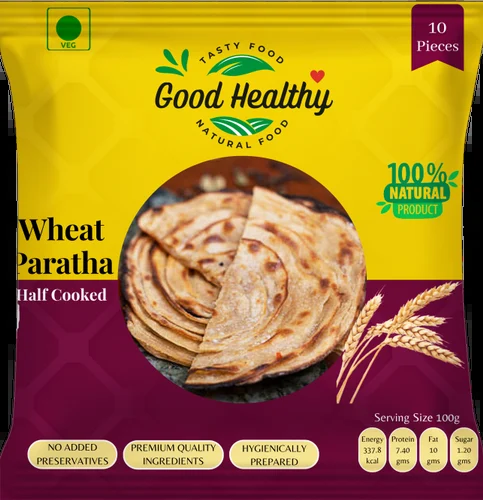 VEG
10
Pieces
TASTY FOOD
Good Healthy
NATURAL FOOD
100%
NATURAL
PRODUCT
Wheat
Paratha
Half Cooked
Serving Size 100g
Energy
337.8
kcal
Protein
7.40
gms
Fat
10
gms
Sugar
1.20
gms
NO ADDED
PRESERVATIVES
PREMIUM QUALITY
INGREDIENTS
HYGIENICALLY
PREPARED